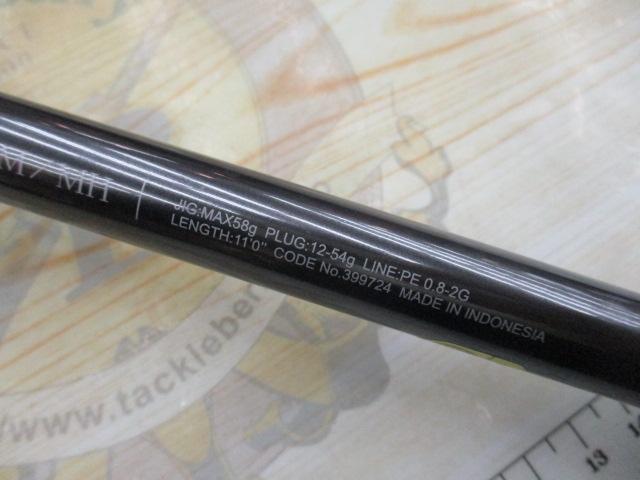 M/MH
JIG:MAX58g PLUG:12-54g LINE:PE 0.8-2G
LENGTH:11'0" CODE No.399724 MADE IN INDONESIA
www.tackleber
13